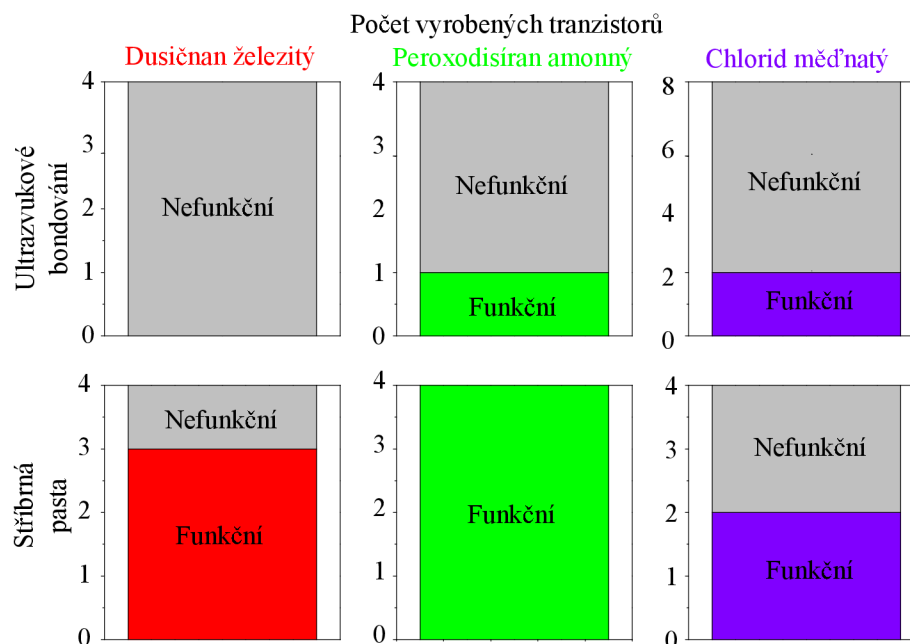 Počet vyrobených tranzistorů
Dusičnan železitý
Peroxodisíran amonný
Chlorid měďnatý
Ultrazvukové
bondování
4
3
2
1
0
Nefunkční
4
3
2
1
0
Nefunkční
Funkční
8
6
4
2
0
Nefunkční
Funkční
Stříbrná
pasta
4
3
2
1
0
Nefunkční
Funkční
4
3
2
1
0
Funkční
4
3
2
1
0
Nefunkční
Funkční